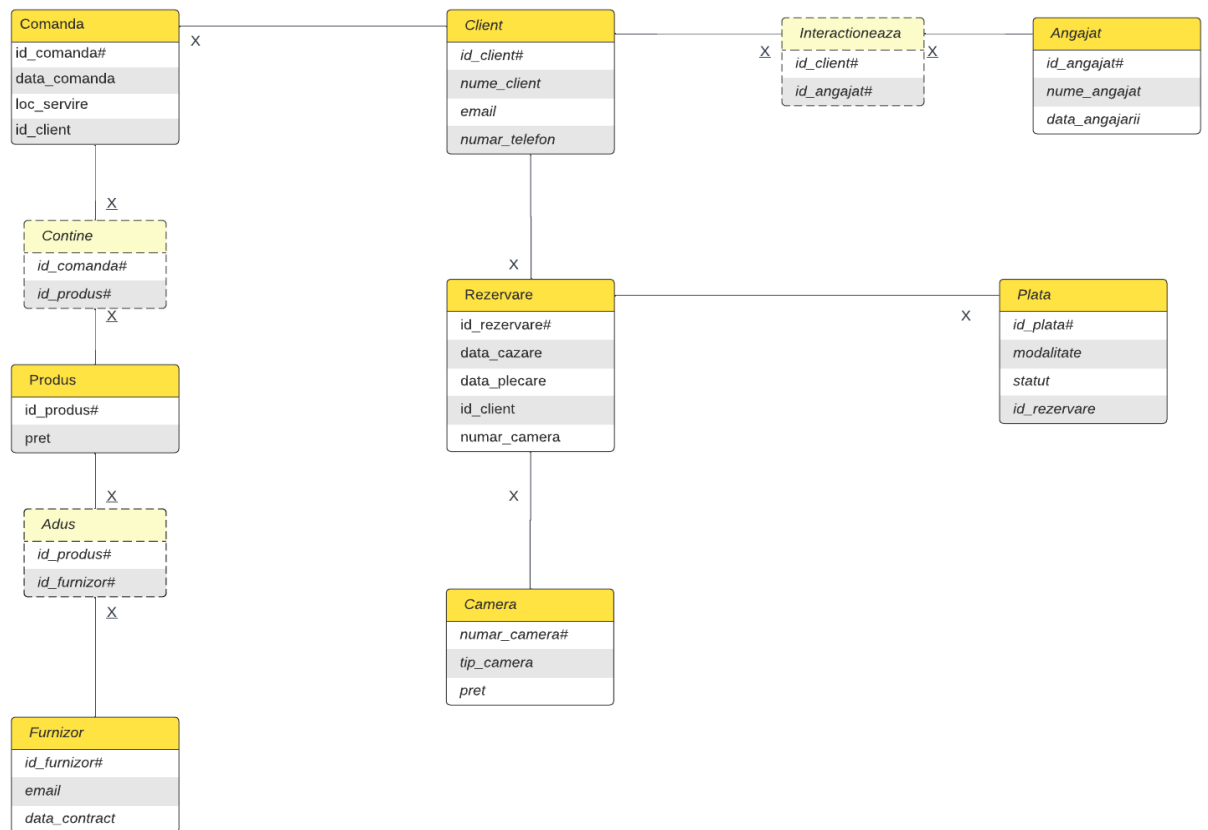 Comanda
id_comanda#
data_comanda
loc_servire
id_client
X
Client
id_client#
nume_client
email
numar_telefon
X
Interactioneaza
id_client#
id_angajat#
X
Angajat
id_angajat#
nume_angajat
data_angajarii
X
Contine
id_comanda#
id_produs#
X
X
Rezervare
id_rezervare#
data_cazare
data_plecare
id_client
numar_camera
X
Plata
id_plata#
modalitate
statut
id_rezervare
Produs
id_produs#
pret
X
Adus
id_produs#
id_furnizor#
X
X
Camera
numar_camera#
tip_camera
pret
Furnizor
id_furnizor#
email
data_contract